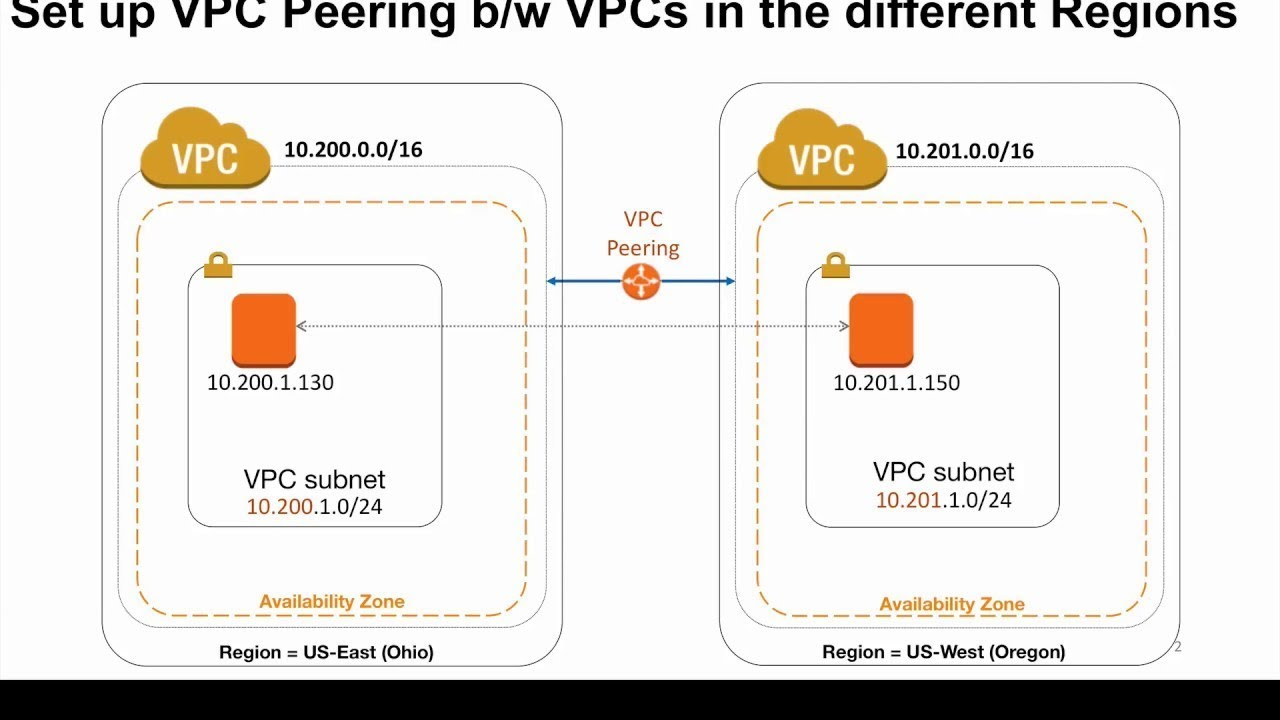 Set up VPC Peering b/w VPCs in the different Regions
VPC
10.200.0.0/16
VPC
10.201.0.0/16
VPC
Peering
10.200.1.130
10.201.1.150
VPC subnet
10.200.1.0/24
VPC subnet
10.201.1.0/24
Availability Zone
Availability Zone
Region = US-East (Ohio)
Region = US-West (Oregon)
2